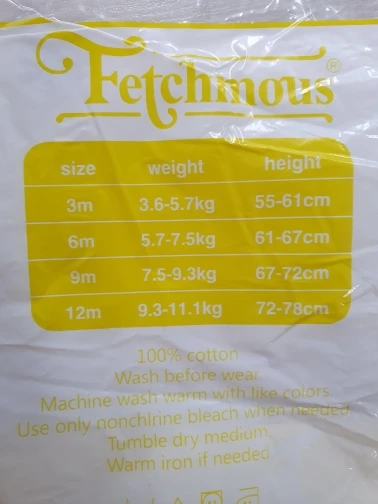 Fetchmous®
size weight height
3m 3.6-5.7kg 55-61cm
6m 5.7-7.5kg 61-67cm
9m 7.5-9.3kg 67-72cm
12m 9.3-11.1kg 72-78cm
100% cotton
Wash before wear
Machine wash warm with like colors.
Use only nonchlrine bleach when needed
Tumble dry medium
Warm iron if needed